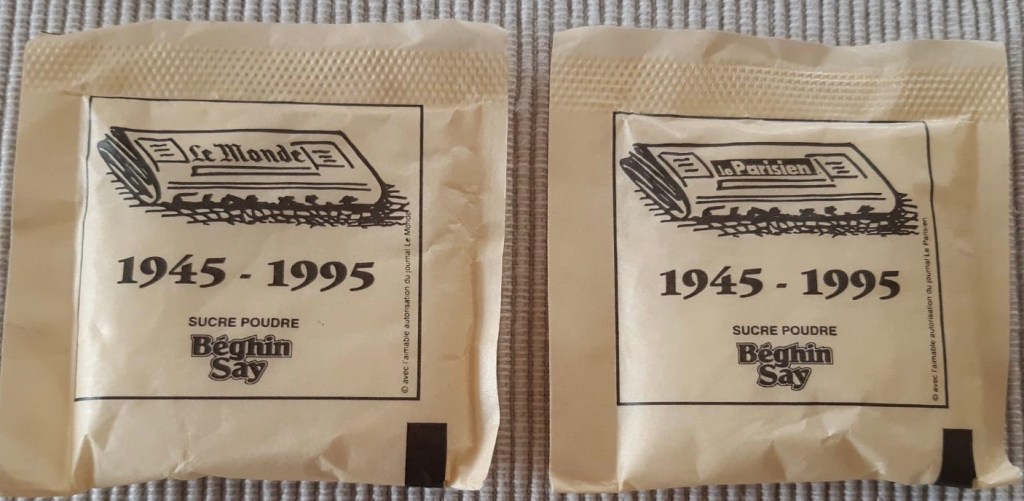 Le Monde
1945 - 1995
SUCRE POUDRE
Béghin
Say
© avec l'aimable autorisation du journal Le Monde
le Parisien
1945 - 1995
SUCRE POUDRE
Béghin
Say
© avec l'aimable autorisation du journal Le Parisien